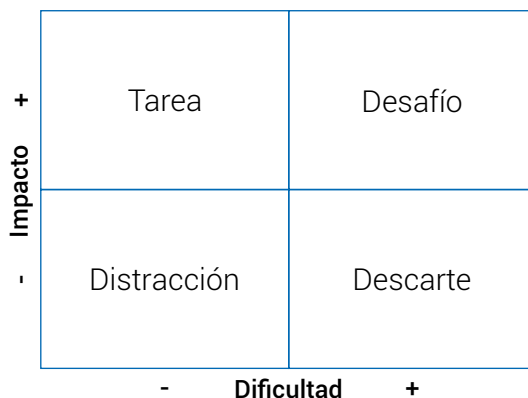 +
Tarea
Desafío
Impacto
-
Distracción
Descarte
- Dificultad +